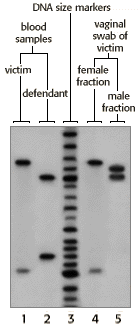 DNA size markers
blood
samples
vaginal
swab of
victim
victim
defendant
female
fraction
male
fraction
1 2 3 4 5